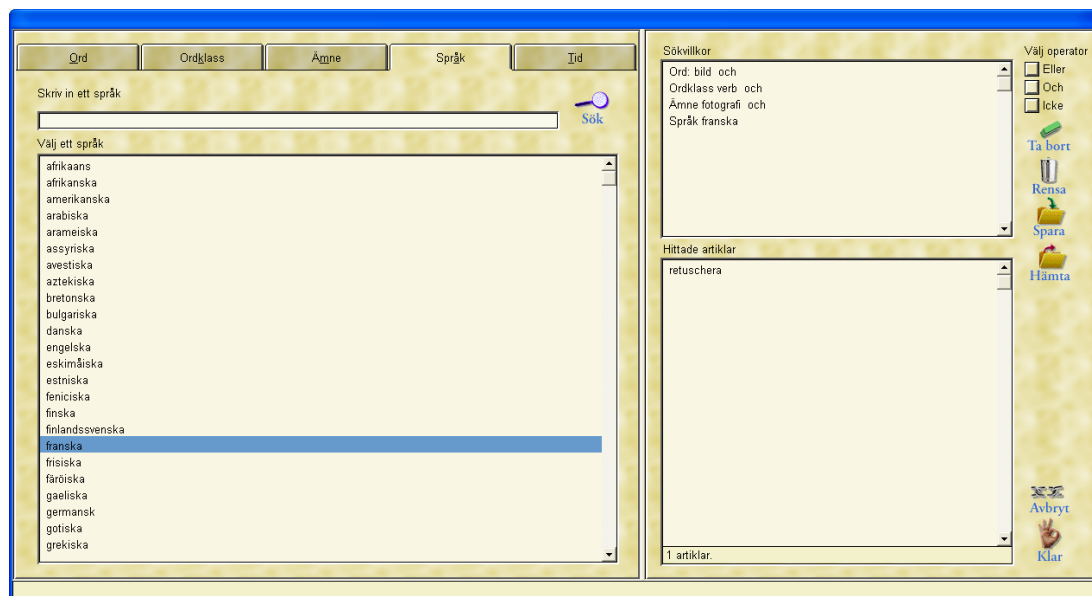 Ord
Ordklass
Ämne
Språk
Tid
Skriv in ett språk
Sök
Välj ett språk
afrikaans
afrikanska
amerikanska
arabiska
arameiska
assyriska
avestiska
aztekiska
bretonska
bulgariska
danska
engelska
eskimåiska
estniska
feniciska
finska
finlandssvenska
franska
frisiska
färöiska
gaeliska
germansk
gotiska
grekiska
Sökvillkor
Ord: bild och
Ordklass verb och
Ämne fotografi och
Språk franska
Hittade artiklar
retuschera
1 artiklar.
Välj operator
Eller
Och
Icke
Ta bort
Rensa
Spara
Hämta
Avbryt
Klar